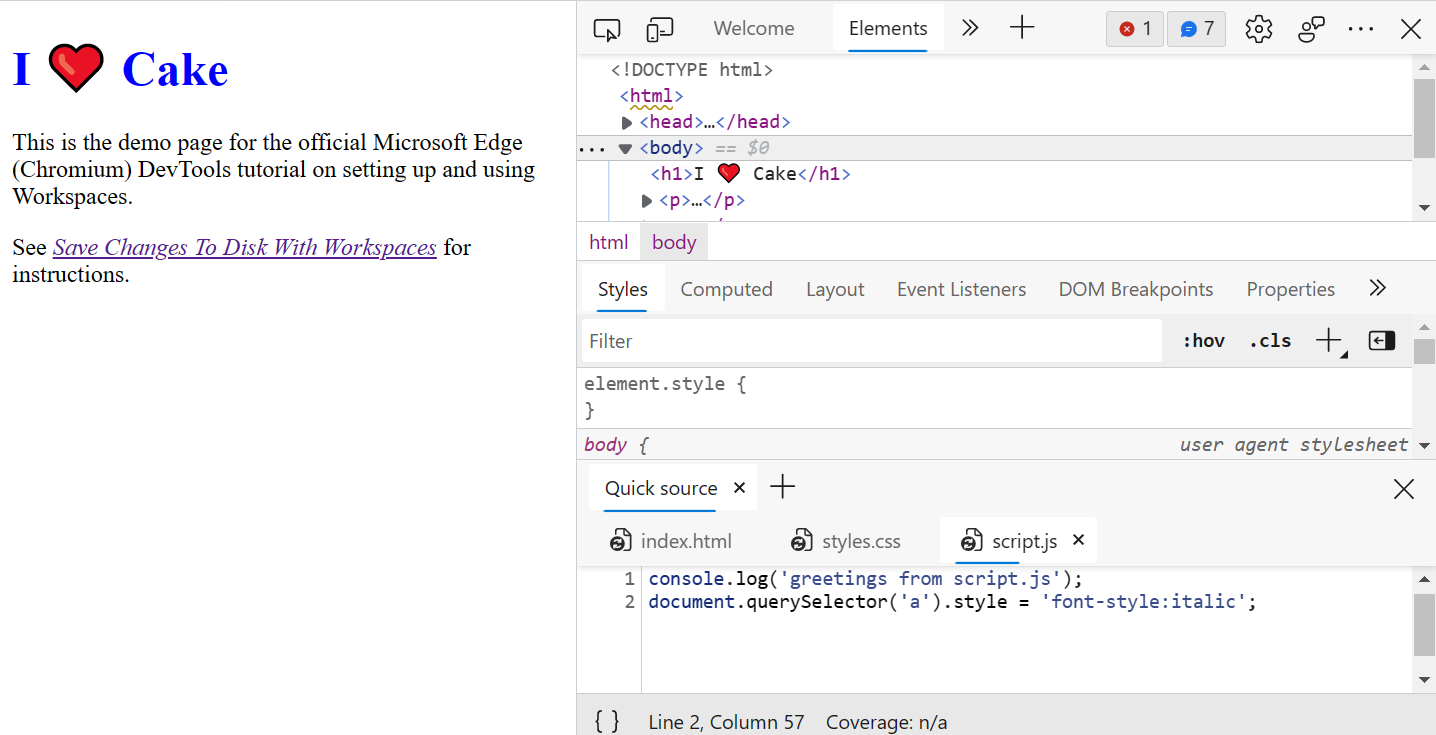 I ❤ Cake
This is the demo page for the official Microsoft Edge
(Chromium) DevTools tutorial on setting up and using
Workspaces.
See Save Changes To Disk With Workspaces for
instructions.
Welcome Elements 1 7
<!DOCTYPE html>
<html>
<head>…</head>
<body> == $0
<h1>I ❤ Cake</h1>
<p>…</p>
html body
Styles Computed Layout Event Listeners DOM Breakpoints Properties
Filter :hov .cls
element.style {
}
body { user agent stylesheet
Quick source
index.html styles.css script.js
1 console.log('greetings from script.js');
2 document.querySelector('a').style = 'font-style:italic';
{ } Line 2, Column 57 Coverage: n/a